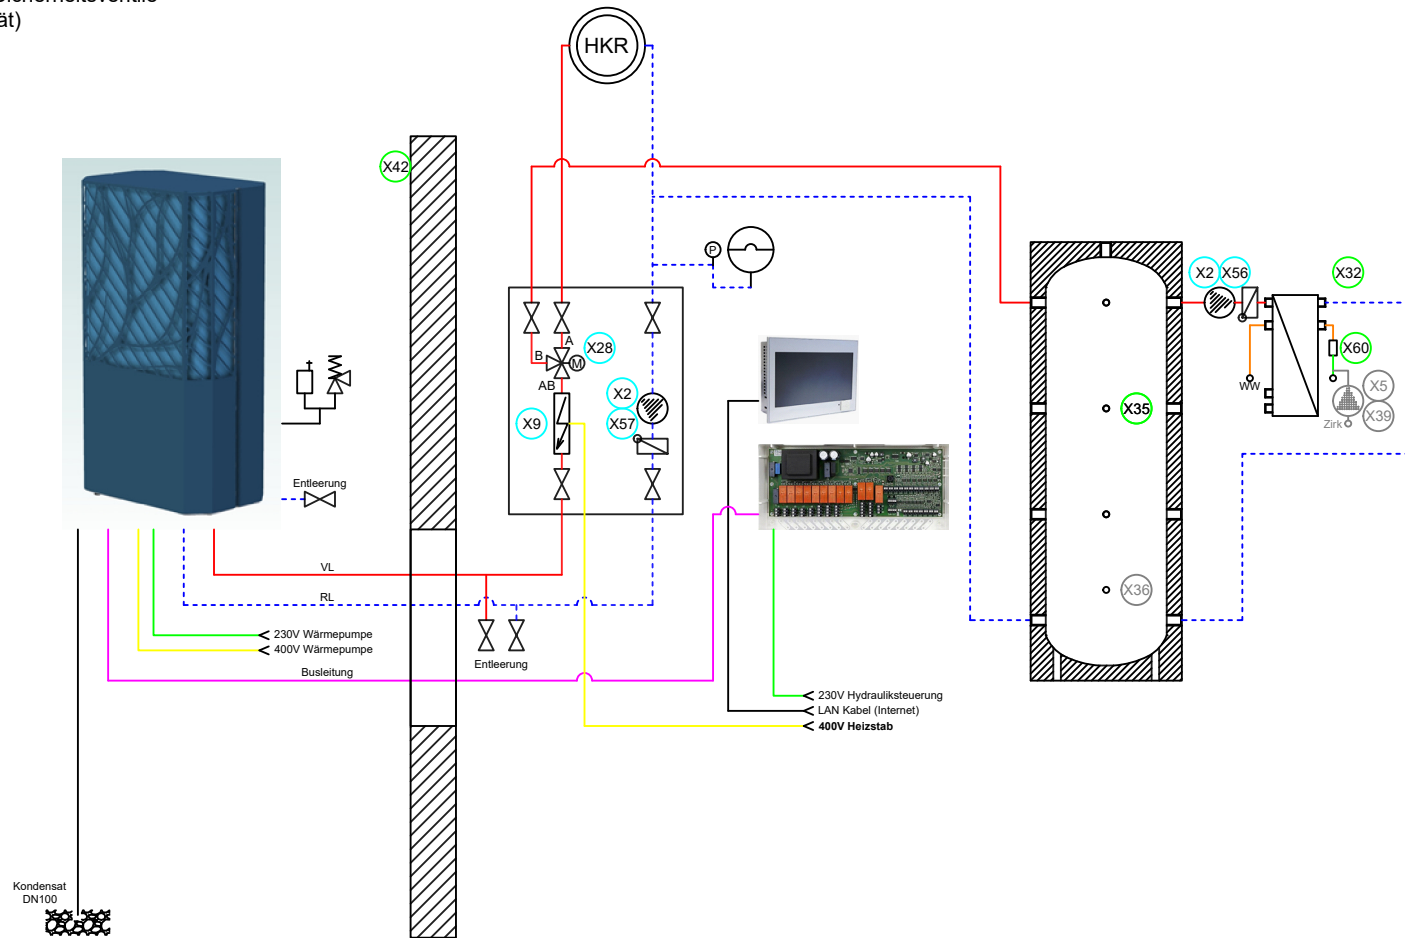 ät)
HKR
X42
P
X2
X56
X32
A
X28
B
M
AB
X60
X2
WW
X5
X9
X57
X35
X39
Zirk
Entleerung
VL
X36
RL
230V Wärmepumpe
400V Wärmepumpe
Entleerung
Busleitung
230V Hydrauliksteuerung
LAN Kabel (Internet)
400V Heizstab
Kondensat
DN100